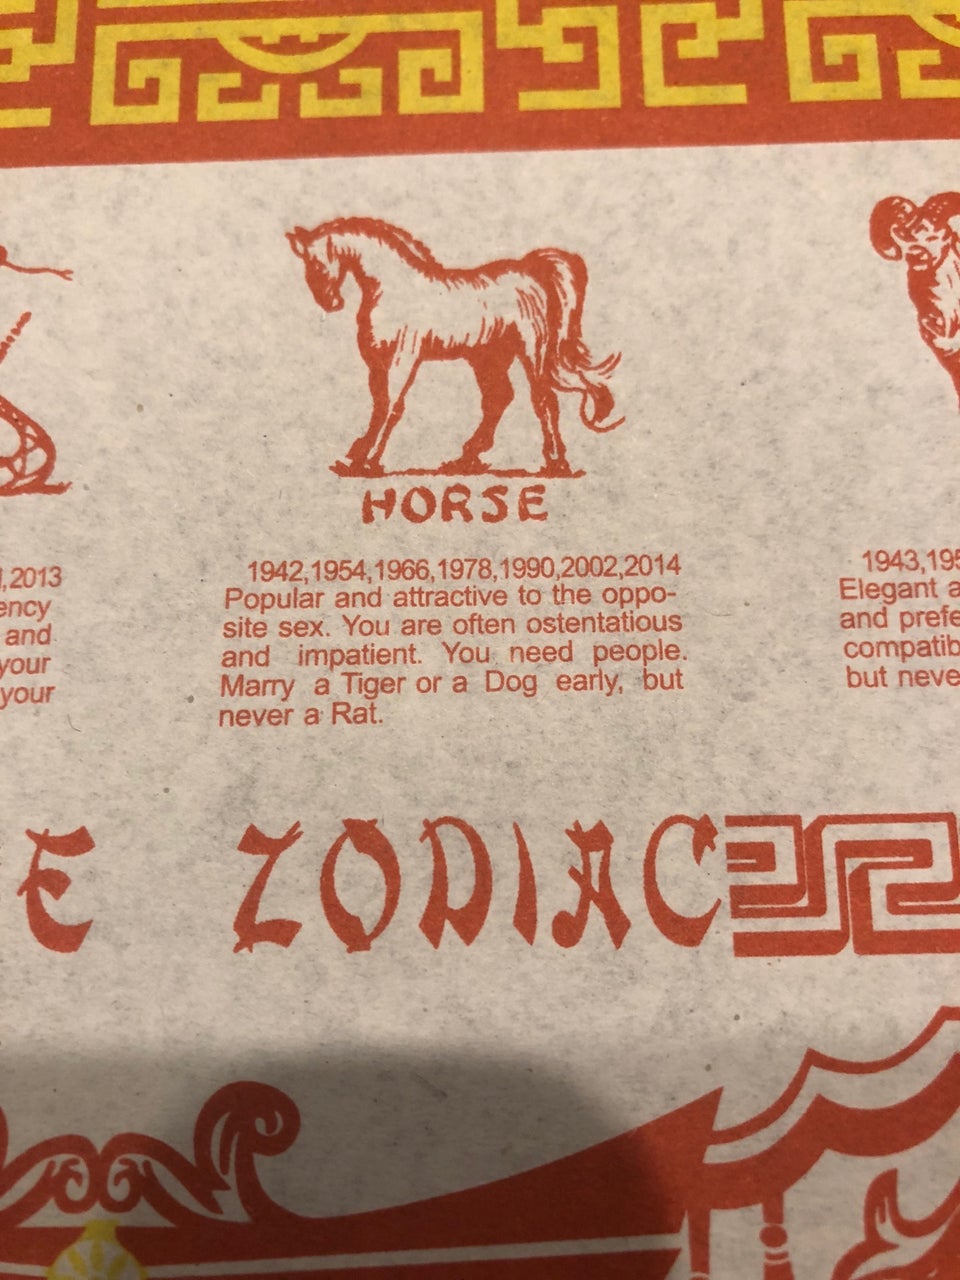 HORSE
,2013
ency
and
your
your
1942,1954,1966,1978,1990,2002,2014
Popular and attractive to the oppo-
site sex. You are often ostentatious
and impatient. You need people.
Marry a Tiger or a Dog early, but
never a Rat.
1943,195
Elegant a
and prefe
compatib
but neve
E ZODIAC